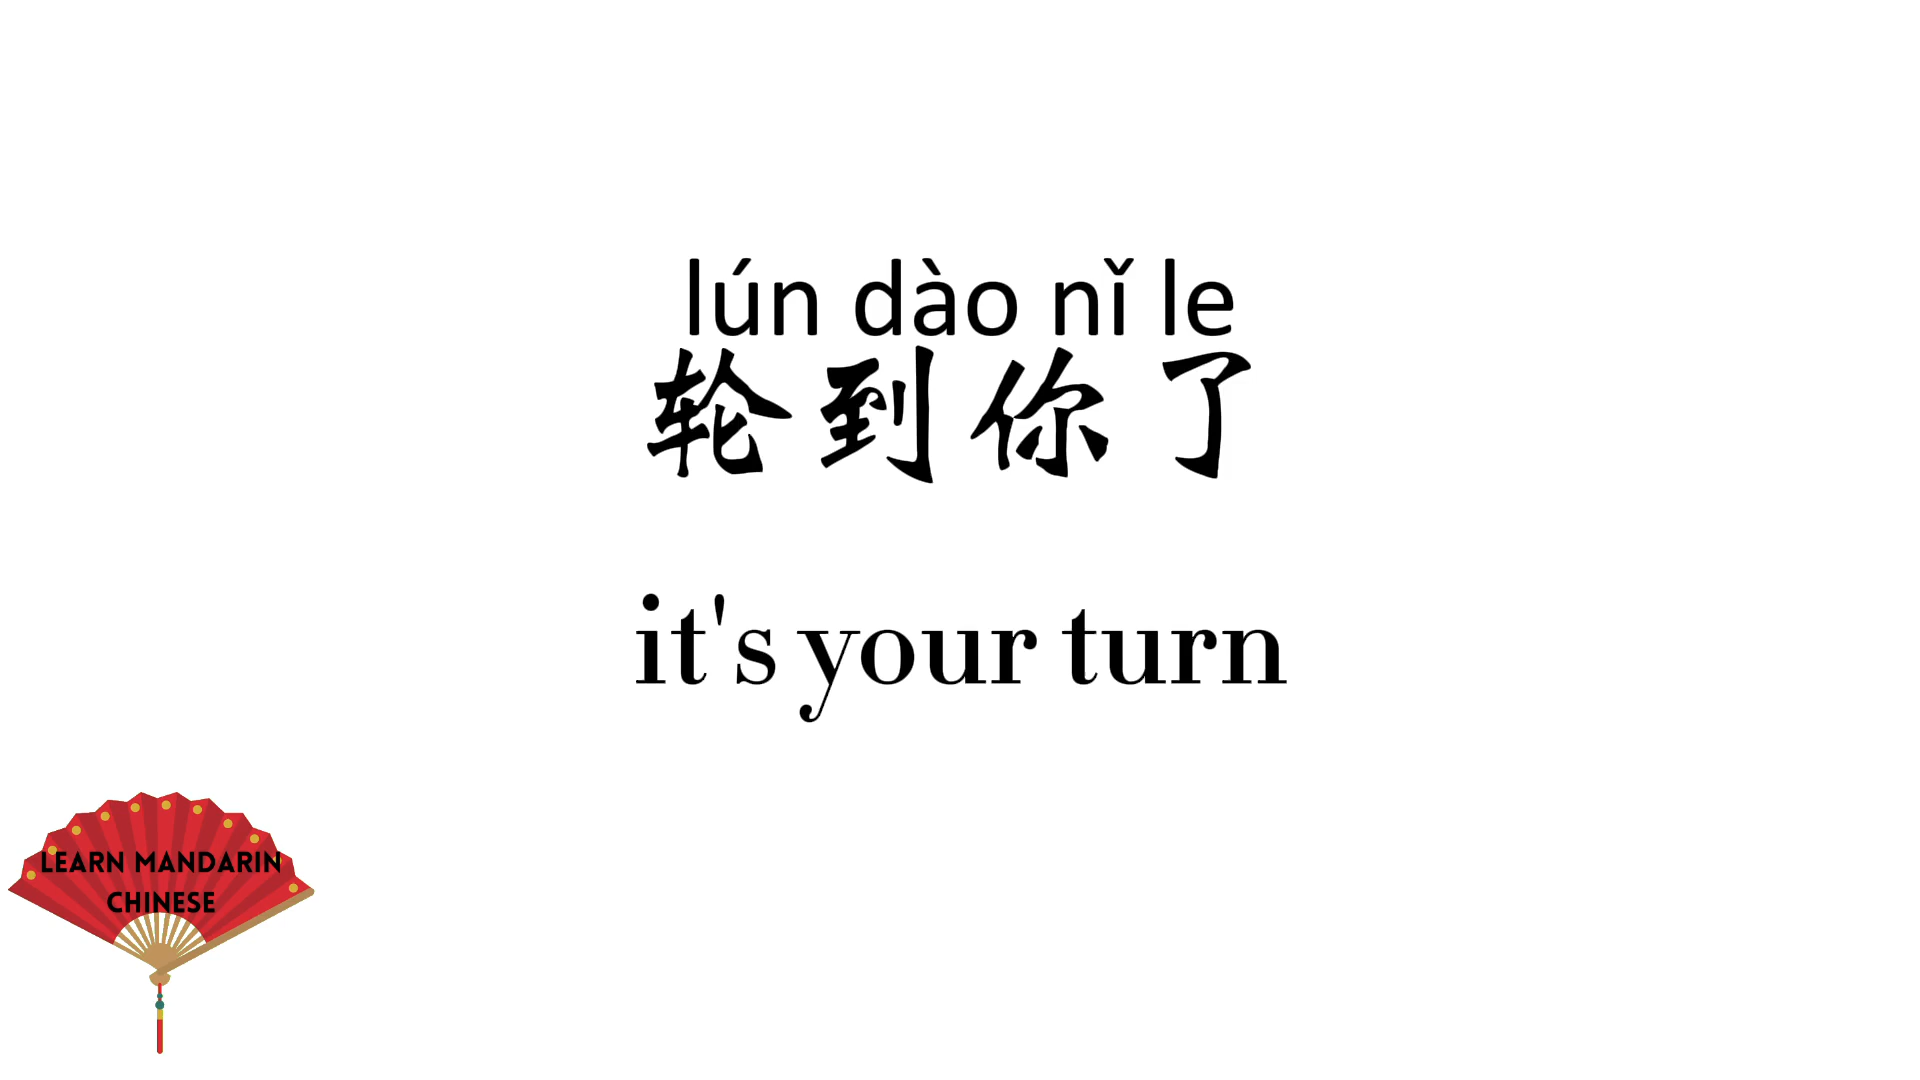 lún dào nǐ le
轮到你了
it's your turn
LEARN MANDARIN
CHINESE